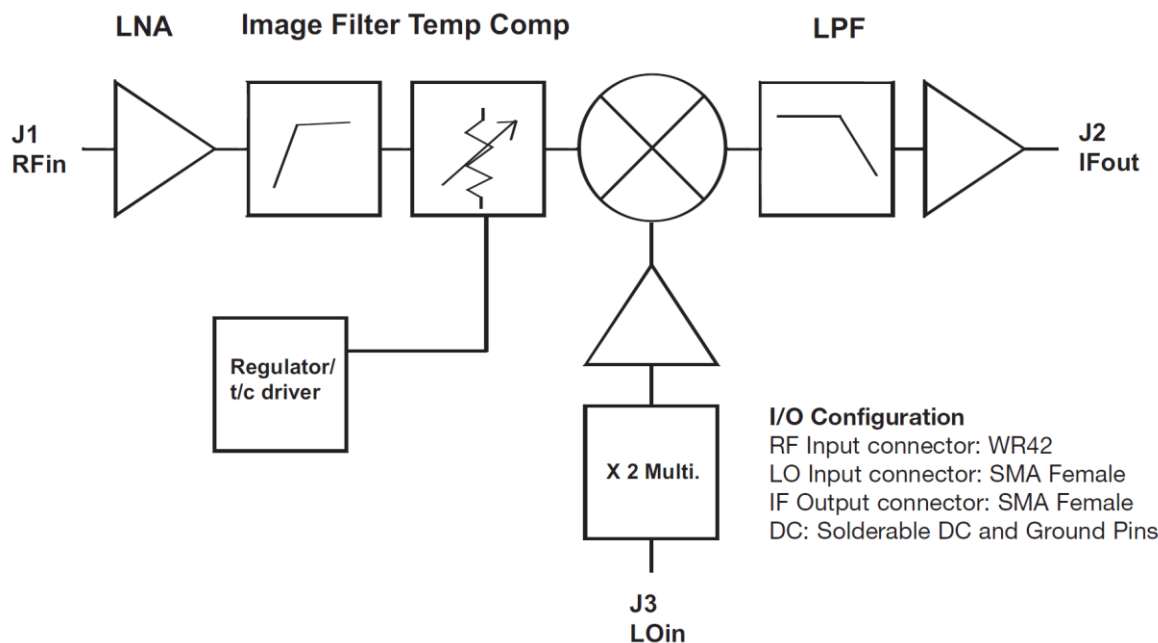 LNA
Image Filter Temp Comp
LPF
J1
RFin
J2
IFout
Regulator/
t/c driver
X 2 Multi.
I/O Configuration
RF Input connector: WR42
LO Input connector: SMA Female
IF Output connector: SMA Female
DC: Solderable DC and Ground Pins
J3
LOin